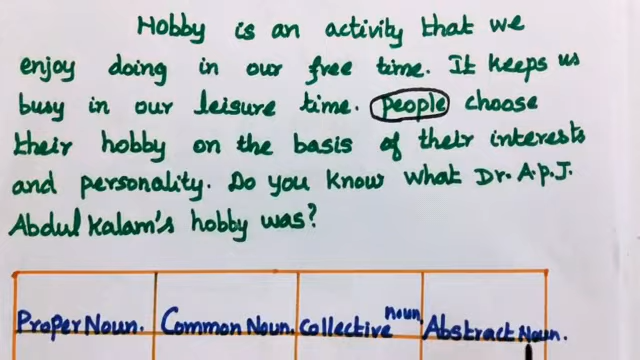 Hobby is an activity that we
enjoy doing in our free time. It keeps us
busy in our leisure time. people choose
their hobby on the basis of their interests
and personality. Do you know what Dr. A.p.J.
Abdul Kalam's hobby was?
Proper Noun. Common Noun. Collective noun Abstract Noun.